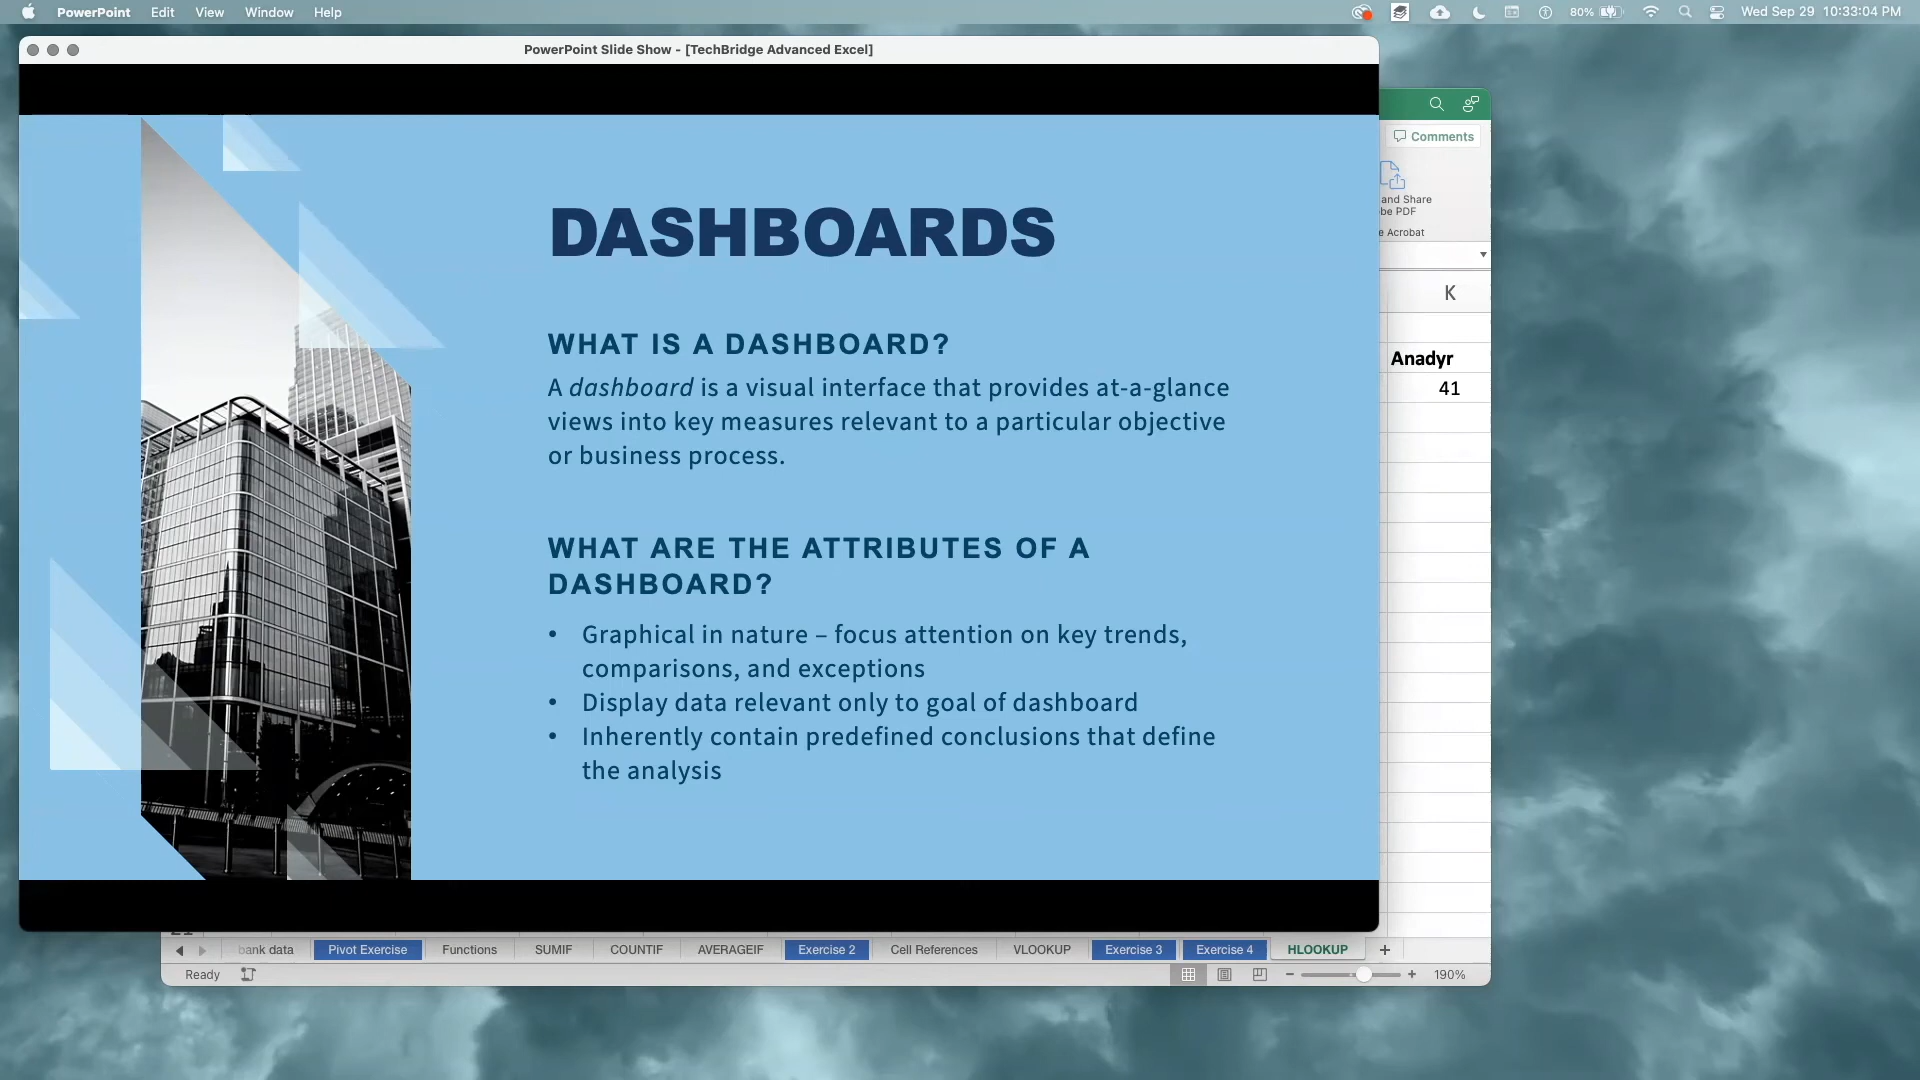 PowerPoint Edit View Window Help 80% Wed Sep 29 10:33:04 PM
PowerPoint Slide Show - [TechBridge Advanced Excel]
Comments
and Share
be PDF
e Acrobat
K
Anadyr
41
DASHBOARDS
WHAT IS A DASHBOARD?
A dashboard is a visual interface that provides at-a-glance
views into key measures relevant to a particular objective
or business process.
WHAT ARE THE ATTRIBUTES OF A
DASHBOARD?
• Graphical in nature – focus attention on key trends,
comparisons, and exceptions
• Display data relevant only to goal of dashboard
• Inherently contain predefined conclusions that define
the analysis
bank data Pivot Exercise Functions SUMIF COUNTIF AVERAGEIF Exercise 2 Cell References VLOOKUP Exercise 3 Exercise 4 HLOOKUP +
Ready − + 190%